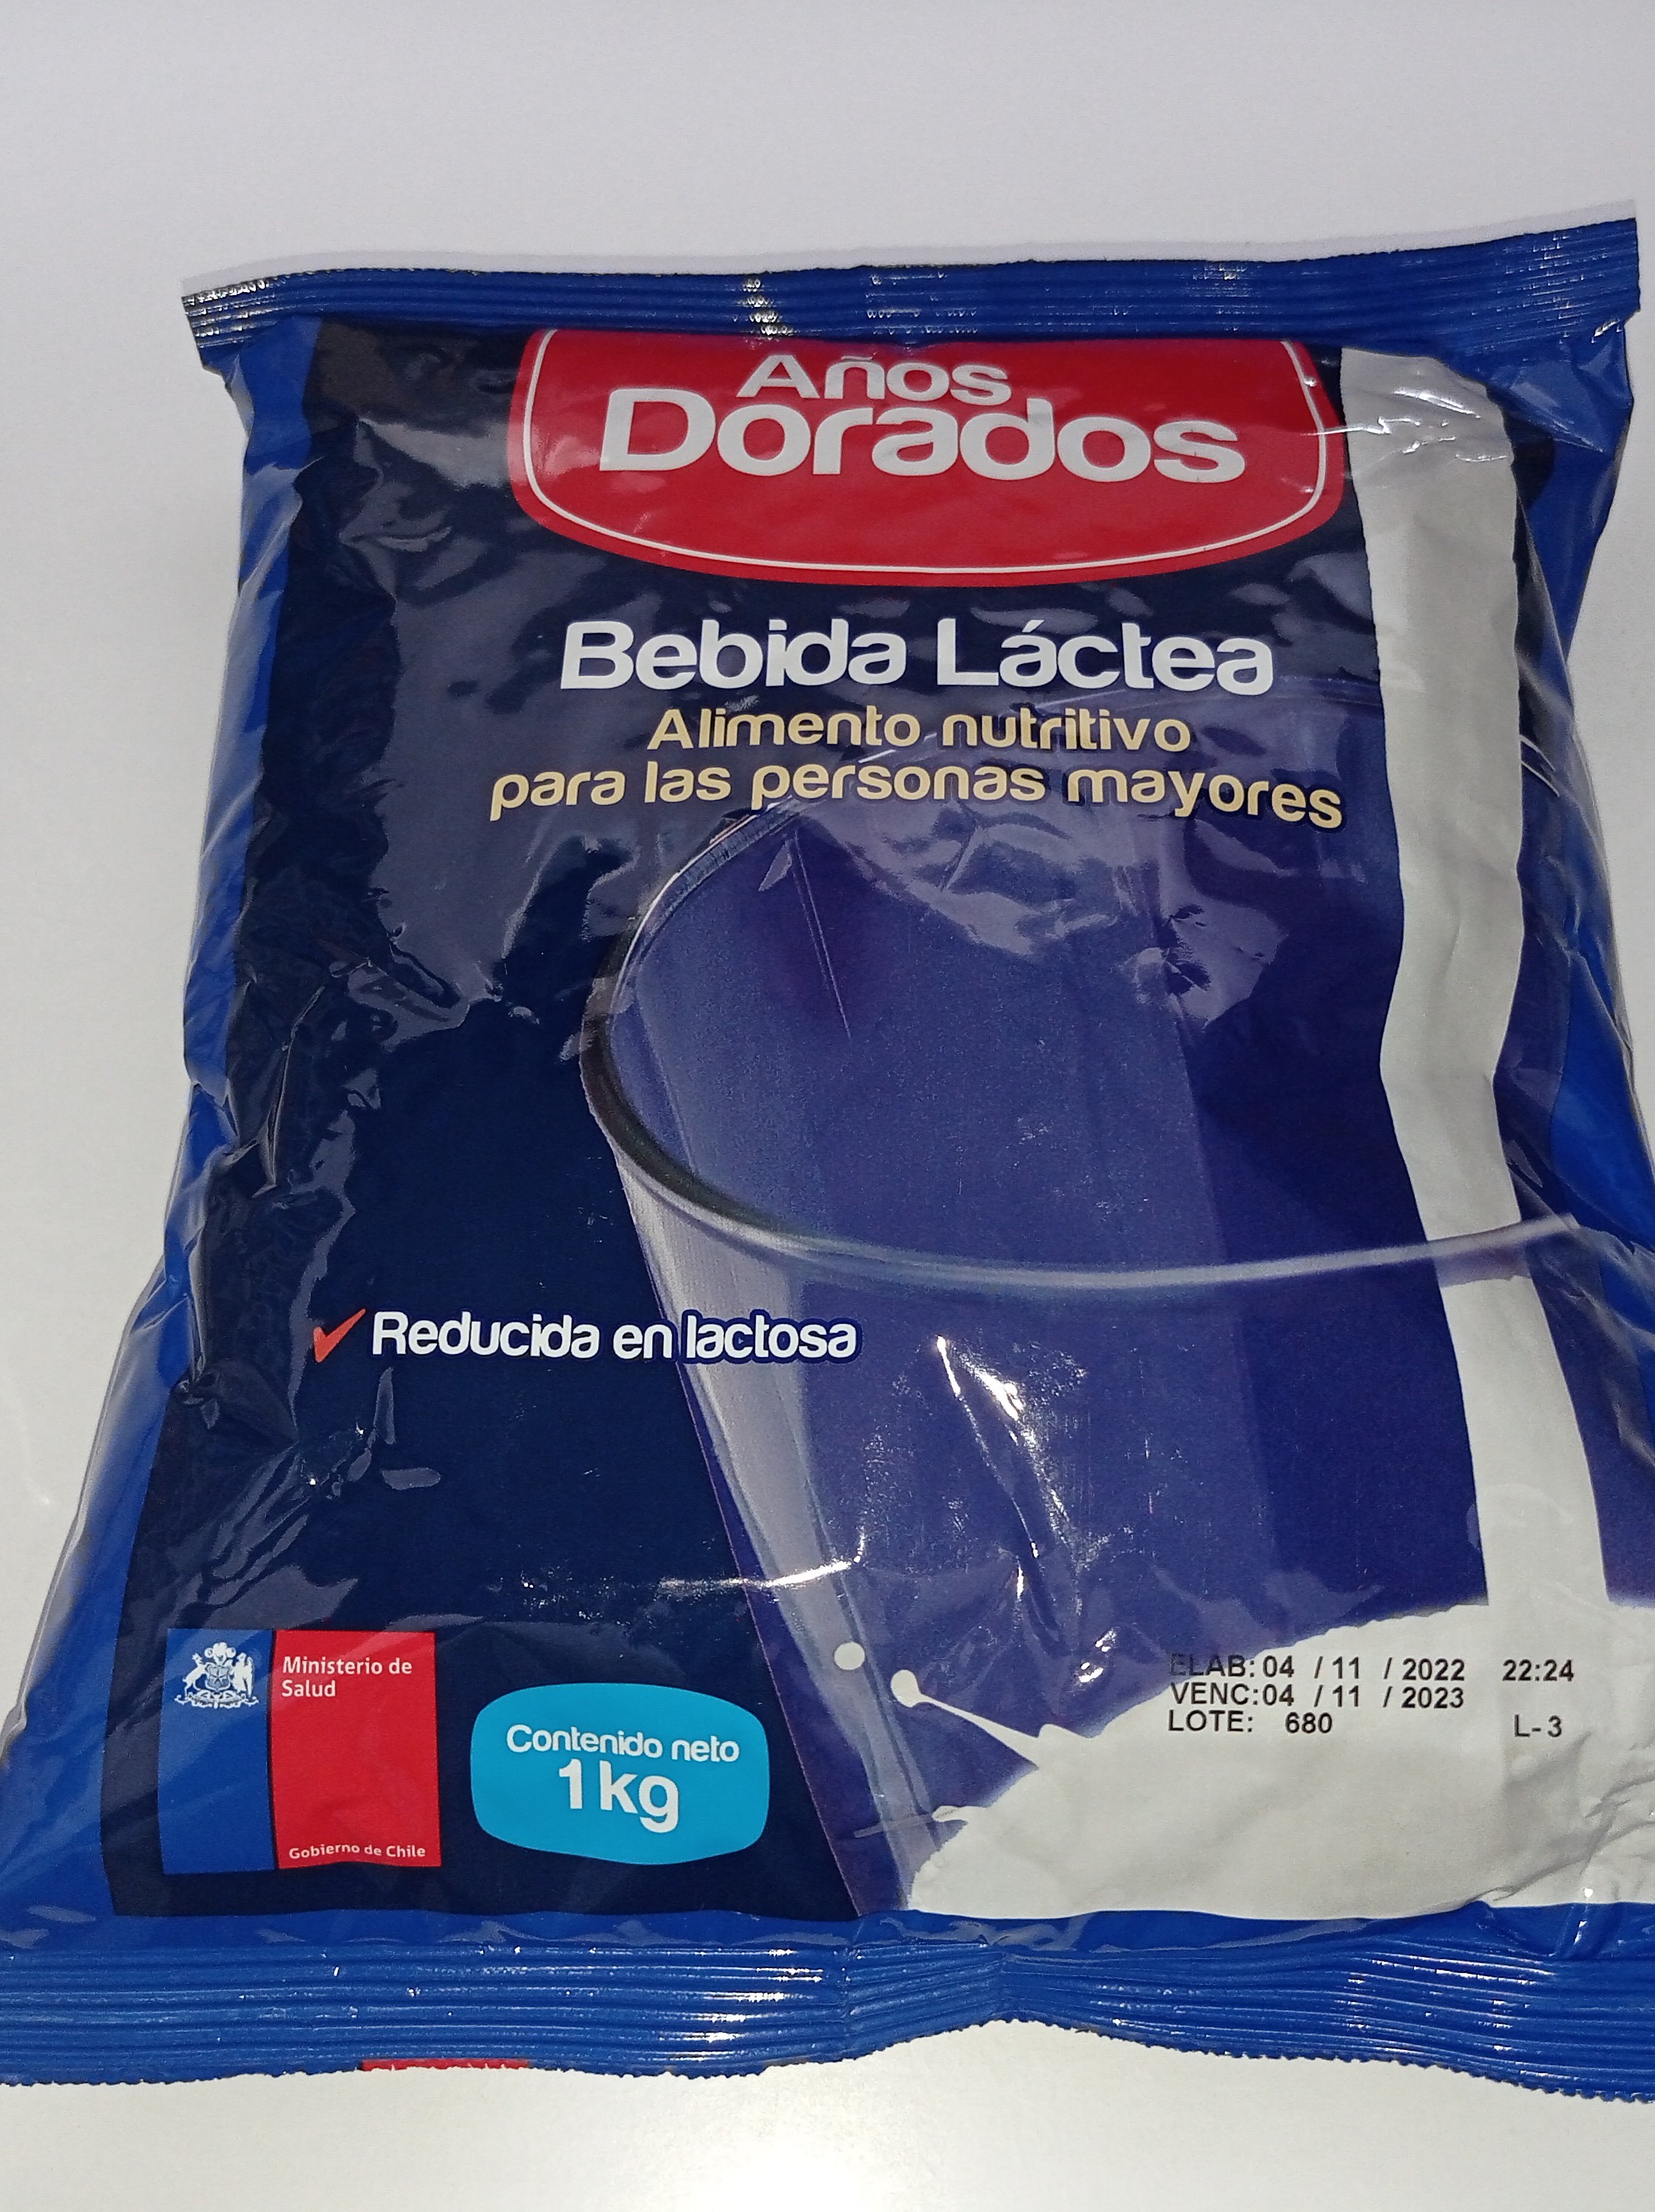 Años
Dorados
Bebida Láctea
Alimento nutritivo
para las personas mayores
Reducida en lactosa
Ministerio de
Salud
Gobierno de Chile
Contenido neto
1kg
ELAB: 04 / 11 / 2022 22:24
VENC:04 / 11 / 2023
LOTE: 680 L-3